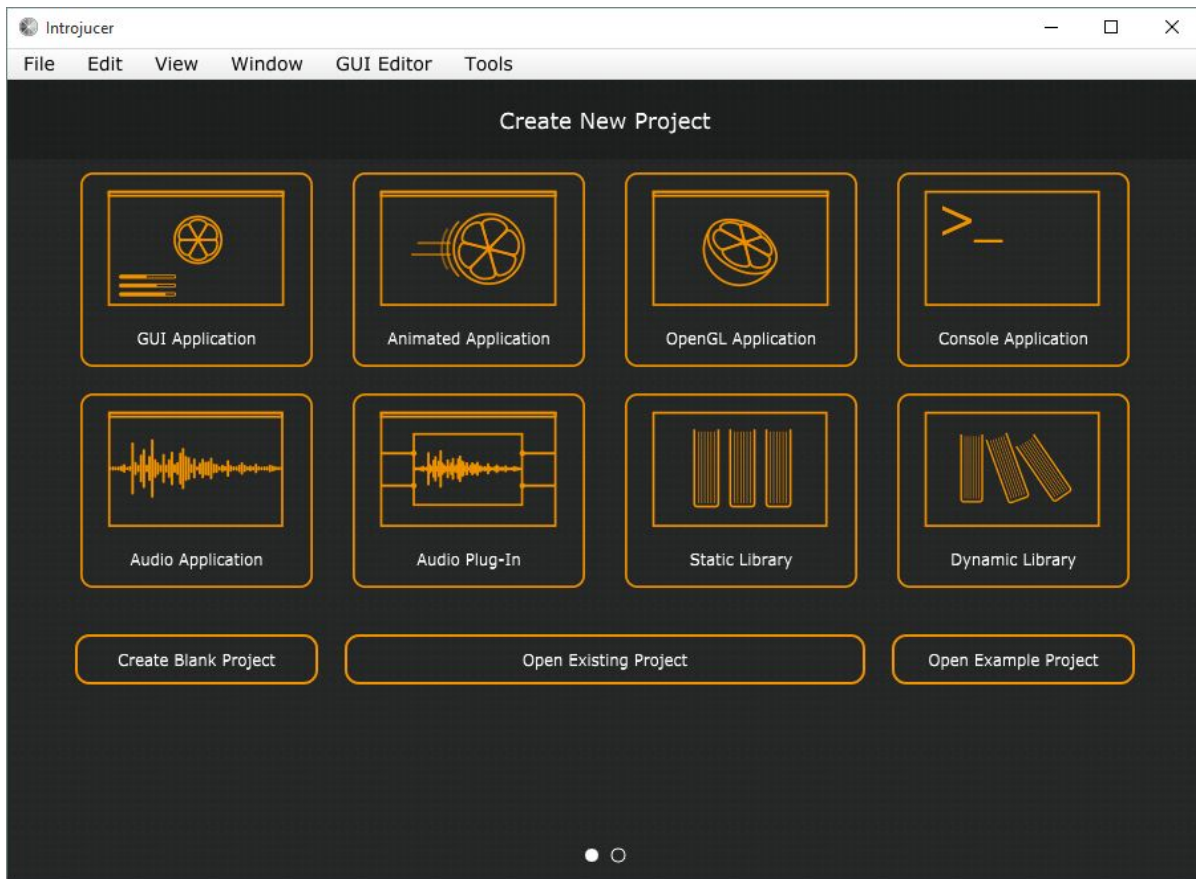 Introjucer
File Edit View Window GUI Editor Tools
Create New Project
>_
GUI Application Animated Application OpenGL Application Console Application
Audio Application Audio Plug-In Static Library Dynamic Library
Create Blank Project Open Existing Project Open Example Project